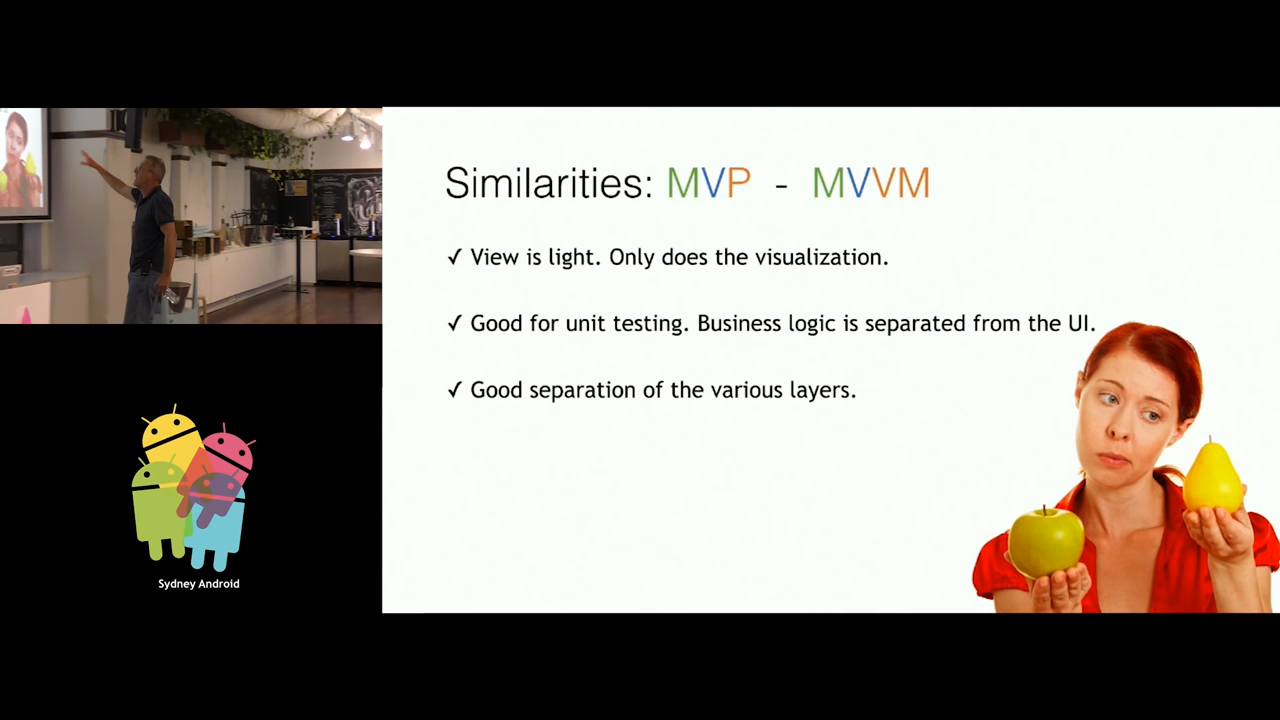 Similarities: MVP - MVVM
✓ View is light. Only does the visualization.
✓ Good for unit testing. Business logic is separated from the UI.
✓ Good separation of the various layers.
Sydney Android